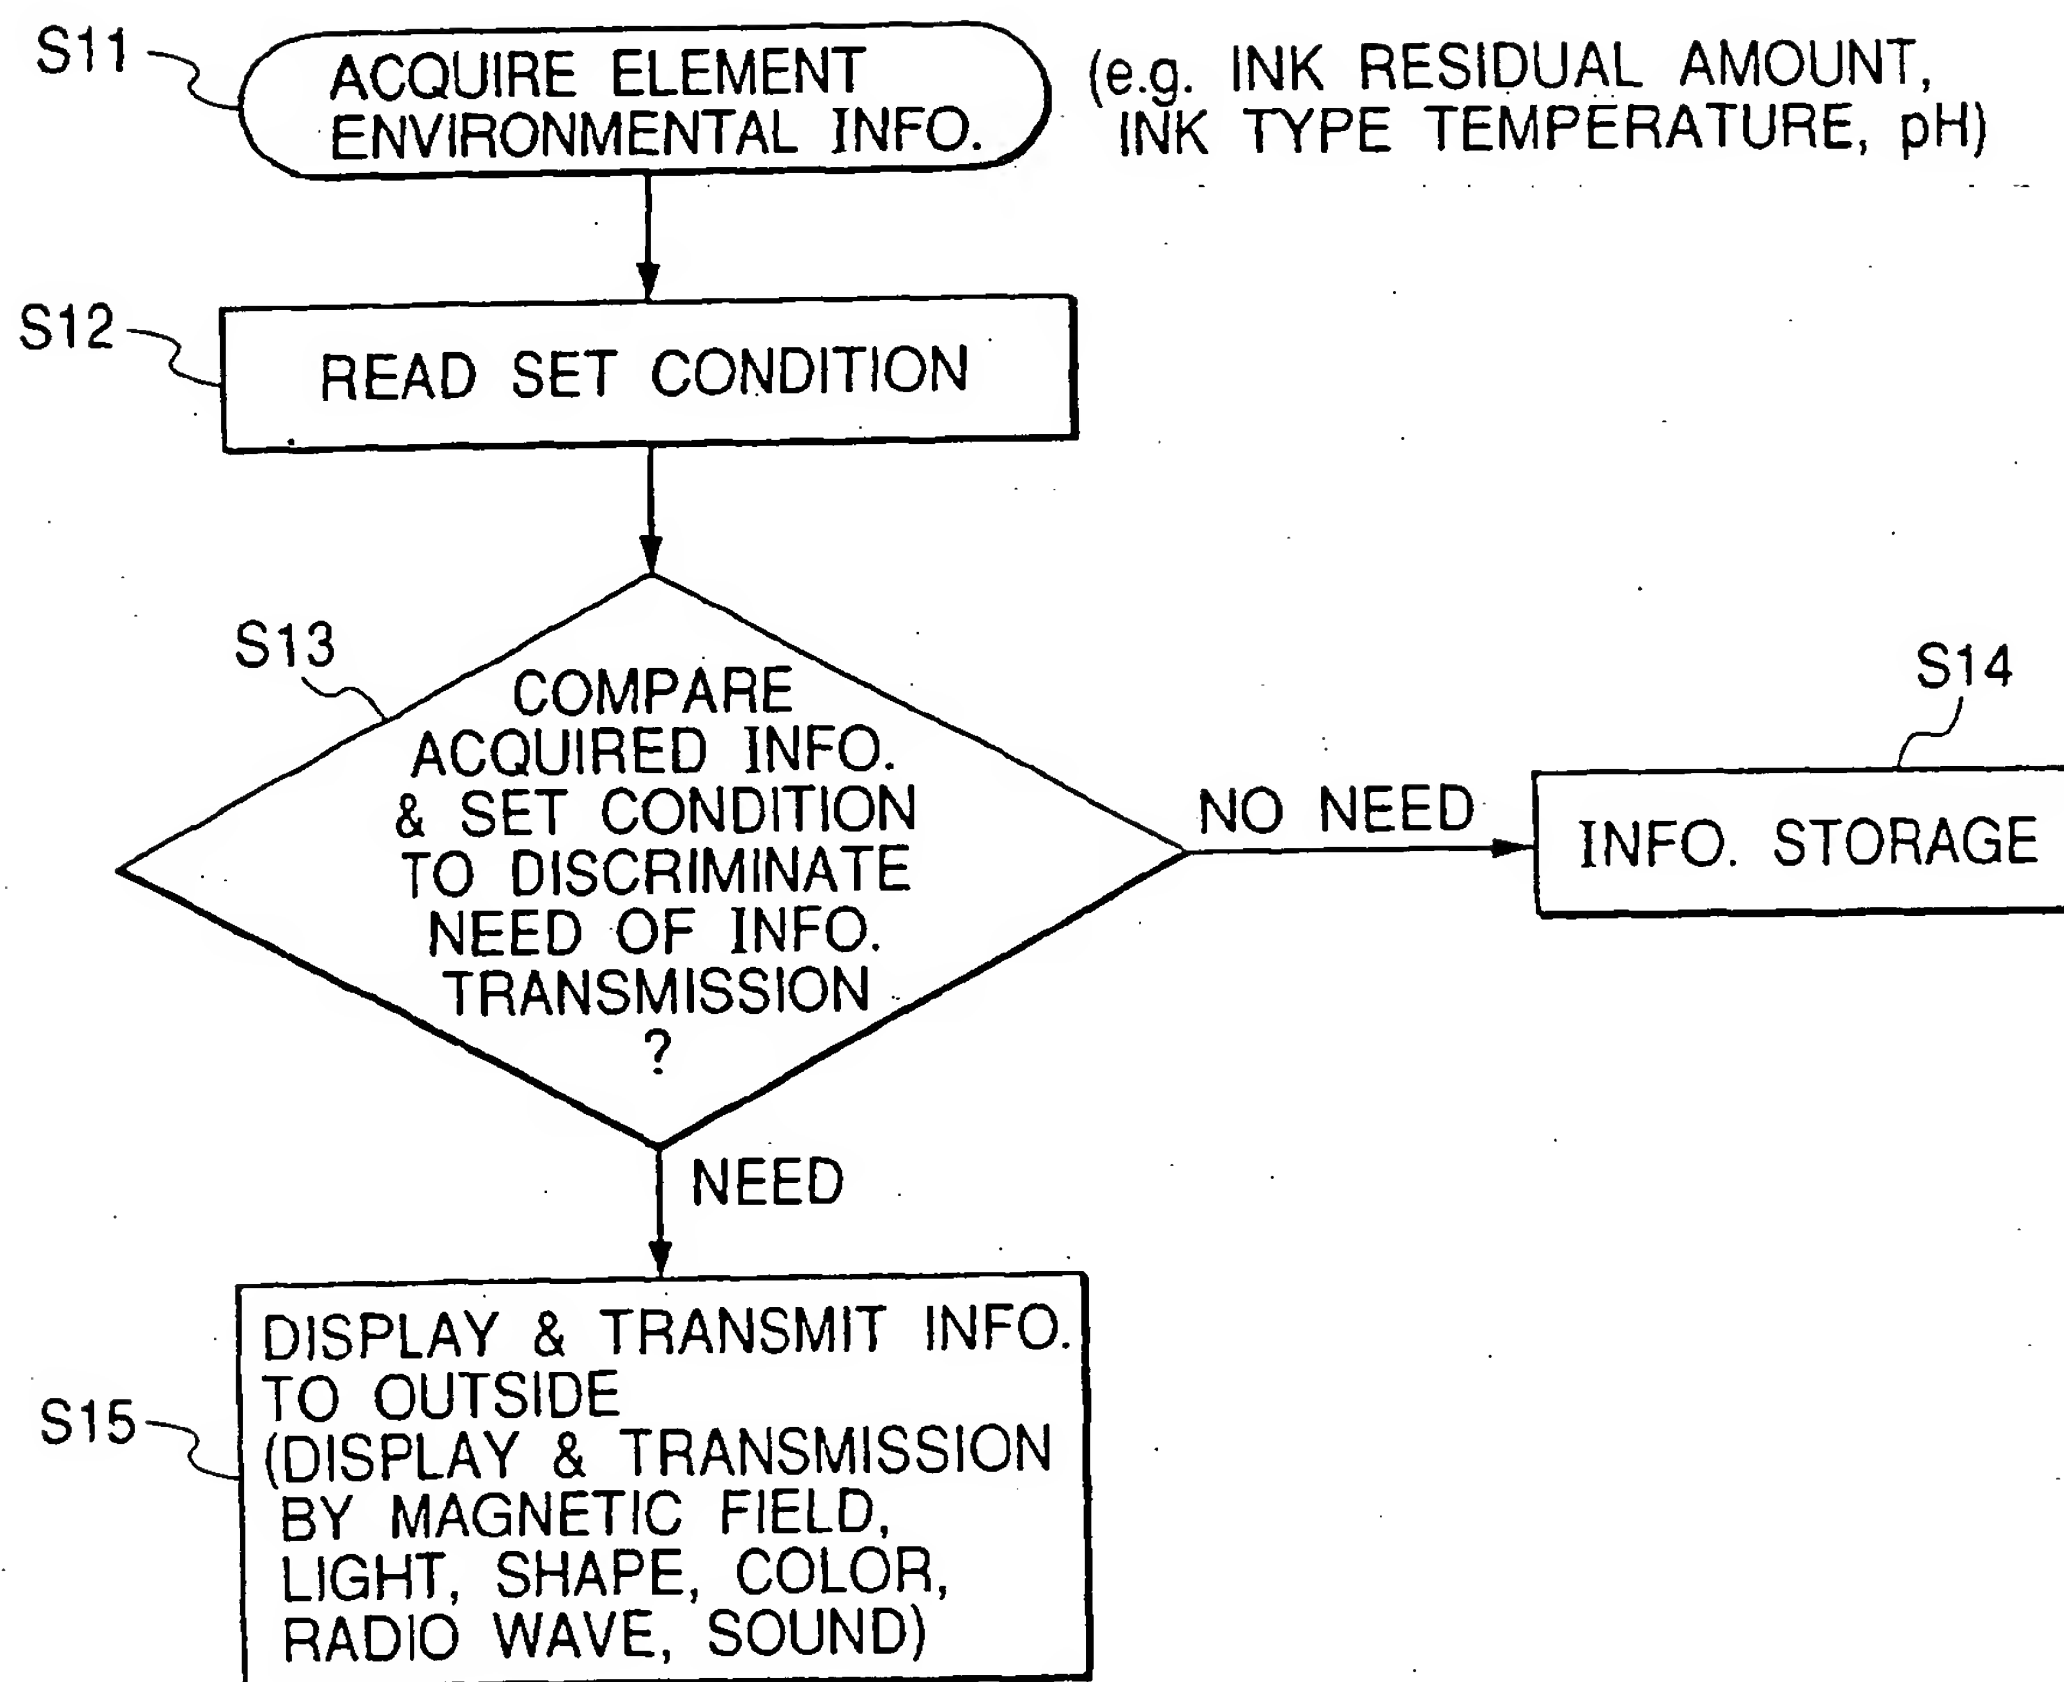 S11
ACQUIRE ELEMENT
ENVIRONMENTAL INFO.
(e.g. INK RESIDUAL AMOUNT,
INK TYPE TEMPERATURE, pH)
S12
READ SET CONDITION
S13
COMPARE
ACQUIRED INFO.
& SET CONDITION
TO DISCRIMINATE
NEED OF INFO.
TRANSMISSION
?
NO NEED
S14
INFO. STORAGE
NEED
S15
DISPLAY & TRANSMIT INFO.
TO OUTSIDE
(DISPLAY & TRANSMISSION
BY MAGNETIC FIELD,
LIGHT, SHAPE, COLOR,
RADIO WAVE, SOUND)